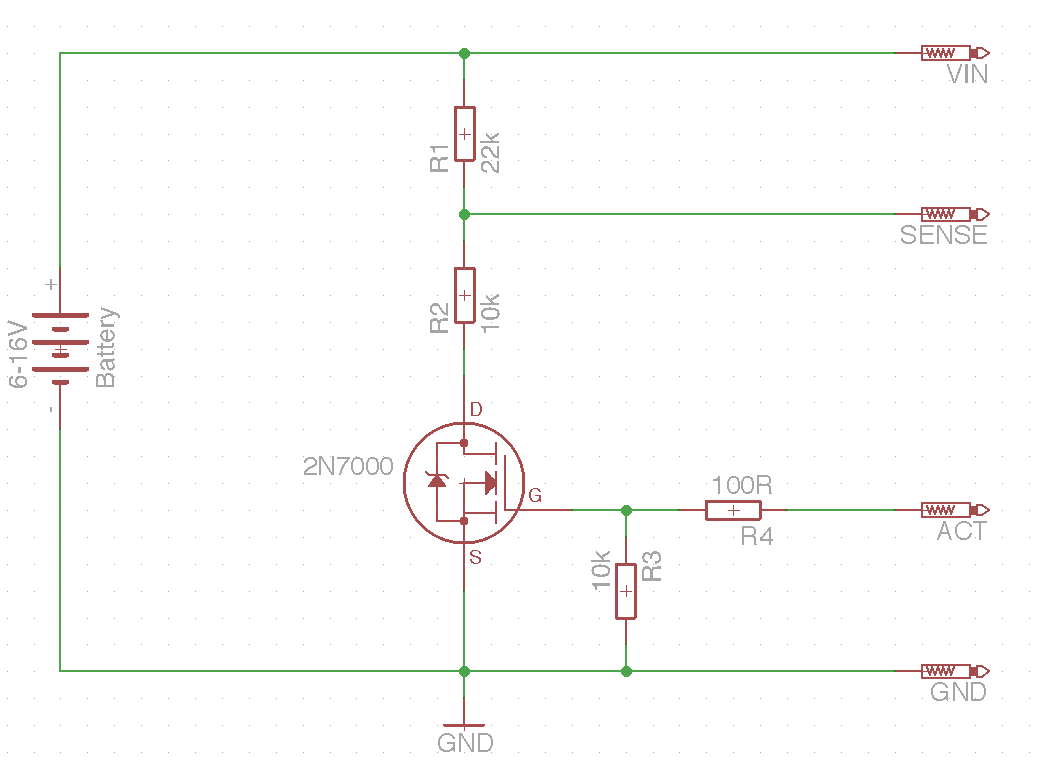 VIN
R1
22k
SENSE
R2
10k
+
6-16V
Battery
-
D
2N7000
G
S
100R
R4
ACT
10k
R3
GND
GND